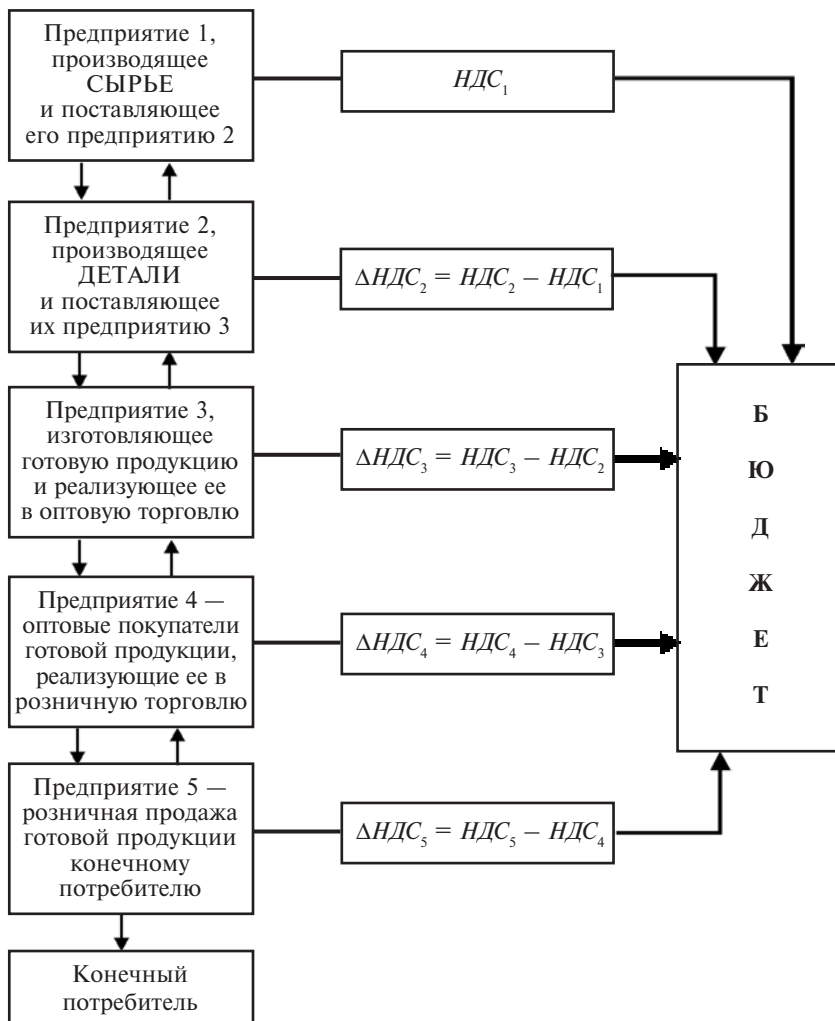 Предприятие 1,
производящее
СЫРЬЕ
и поставляющее
его предприятию 2
НДС₁
Предприятие 2,
производящее
ДЕТАЛИ
и поставляющее
их предприятию 3
ΔНДС₂ = НДС₂ – НДС₁
Предприятие 3,
изготовляющее
готовую продукцию
и реализующее ее
в оптовую торговлю
ΔНДС₃ = НДС₃ – НДС₂
Предприятие 4 —
оптовые покупатели
готовой продукции,
реализующие ее в
розничную торговлю
ΔНДС₄ = НДС₄ – НДС₃
Предприятие 5 —
розничная продажа
готовой продукции
конечному
потребителю
ΔНДС₅ = НДС₅ – НДС₄
Конечный
потребитель
Б
Ю
Д
Ж
Е
Т